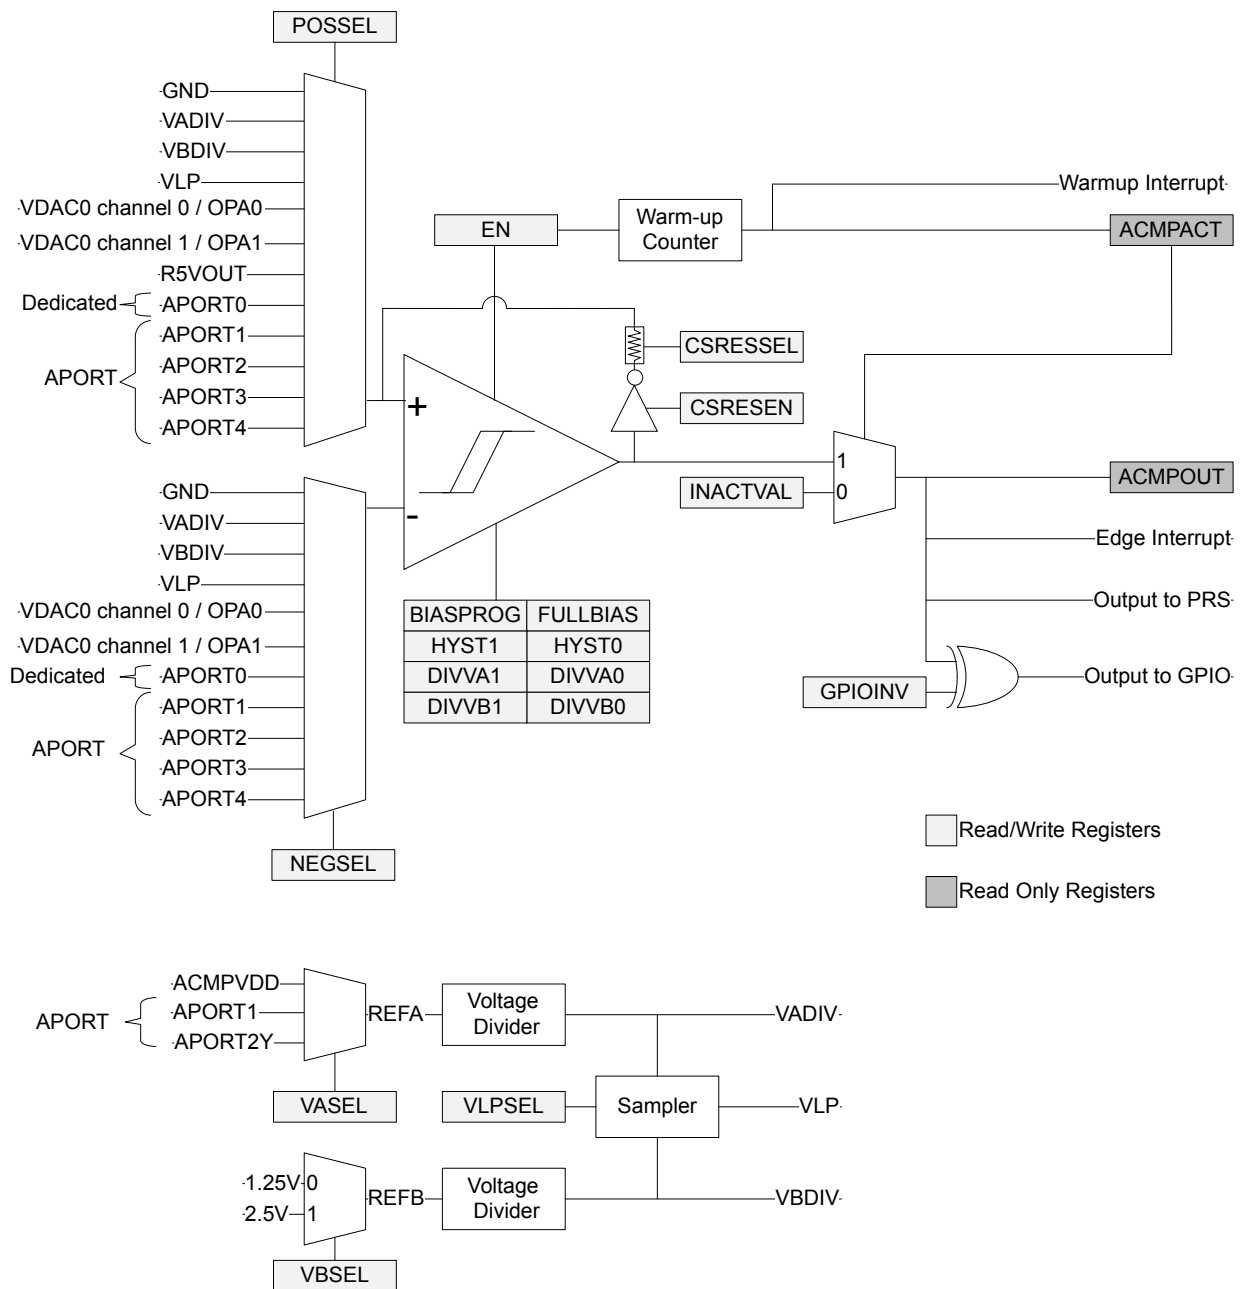 POSSEL
GND
VADIV
VBDIV
VLP
VDAC0 channel 0 / OPA0
VDAC0 channel 1 / OPA1
R5VOUT
Dedicated
APORT0
APORT1
APORT2
APORT
APORT3
APORT4
EN
Warm-up
Counter
Warmup Interrupt
ACMPACT
CSRESSEL
CSRESEN
+
-
INACTVAL
1
0
ACMPOUT
Edge Interrupt
Output to PRS
GPIOINV
Output to GPIO
GND
VADIV
VBDIV
VLP
VDAC0 channel 0 / OPA0
VDAC0 channel 1 / OPA1
Dedicated
APORT0
APORT1
APORT2
APORT
APORT3
APORT4
NEGSEL
BIASPROG FULLBIAS
HYST1 HYST0
DIVVA1 DIVVA0
DIVVB1 DIVVB0
Read/Write Registers
Read Only Registers
ACMPVDD
APORT
APORT1
APORT2Y
REFA
Voltage
Divider
VADIV
VASEL
VLPSEL
Sampler
VLP
1.25V 0
2.5V 1
REFB
Voltage
Divider
VBDIV
VBSEL